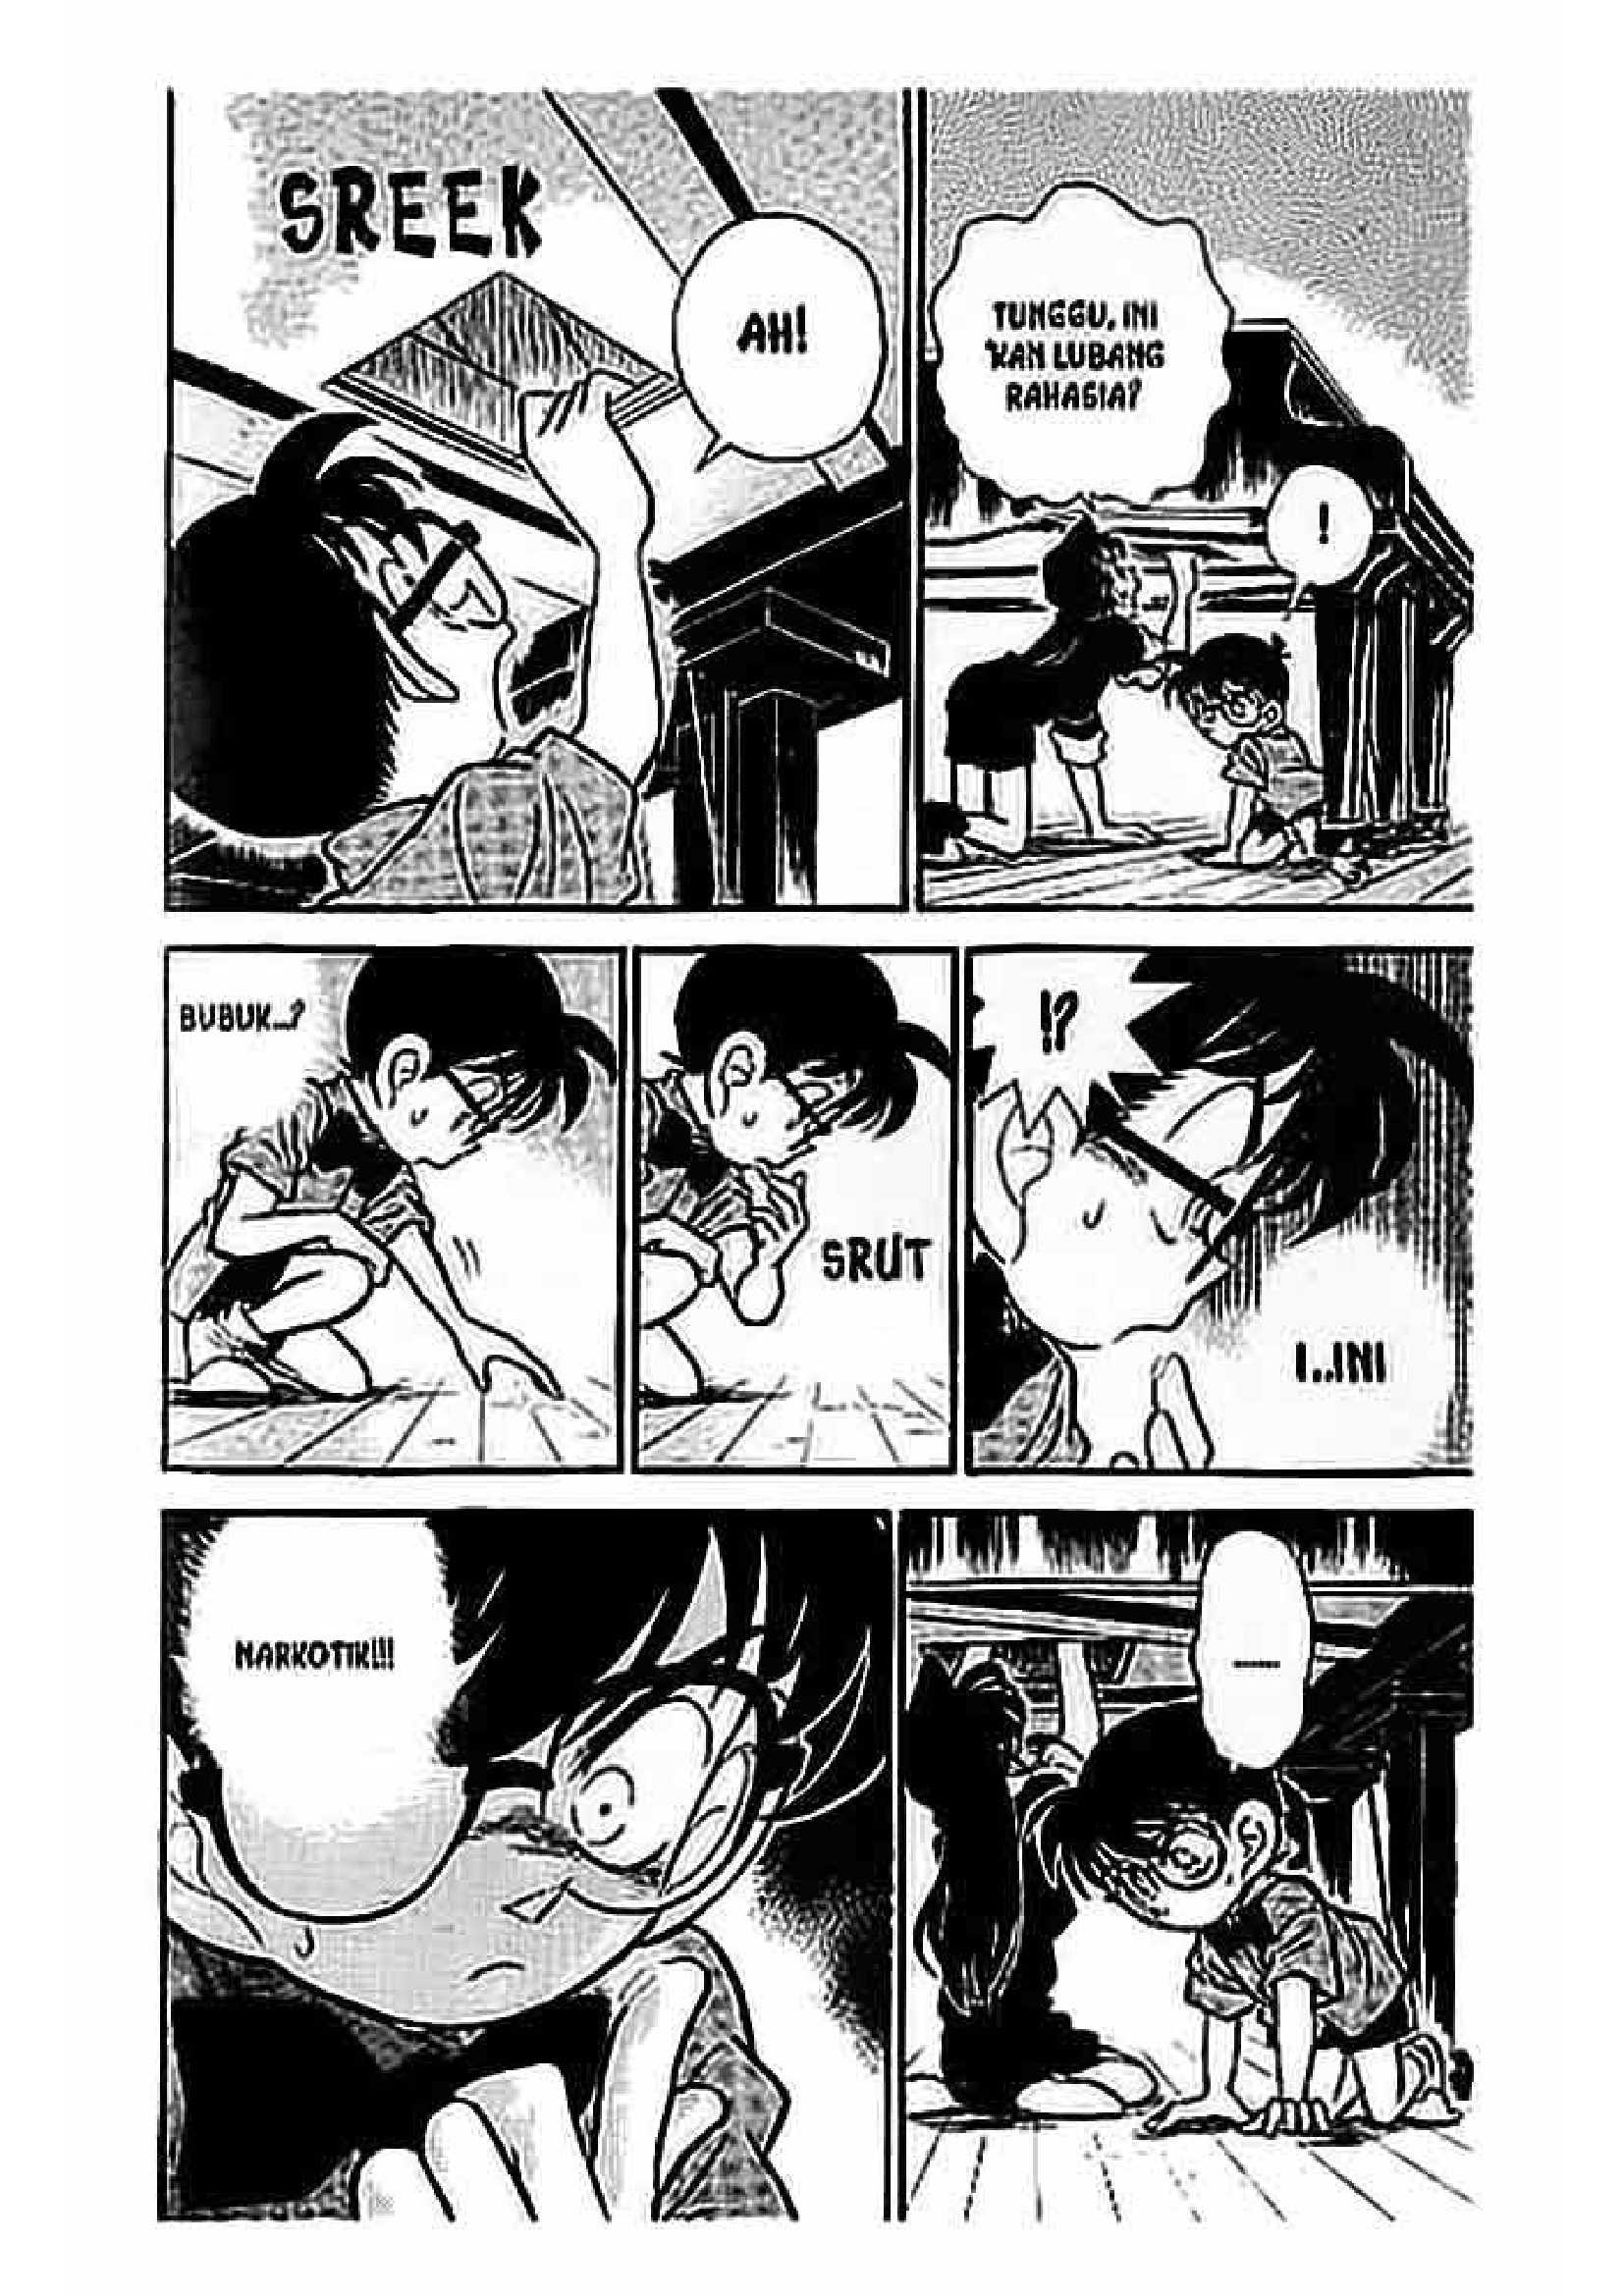 SREEK
AH!
TUNGGU, INI
'KAN LUBANG
RAHASIA?
!
BUBUK...?
SRUT
!?
I...INI
NARKOTIK!!!
......